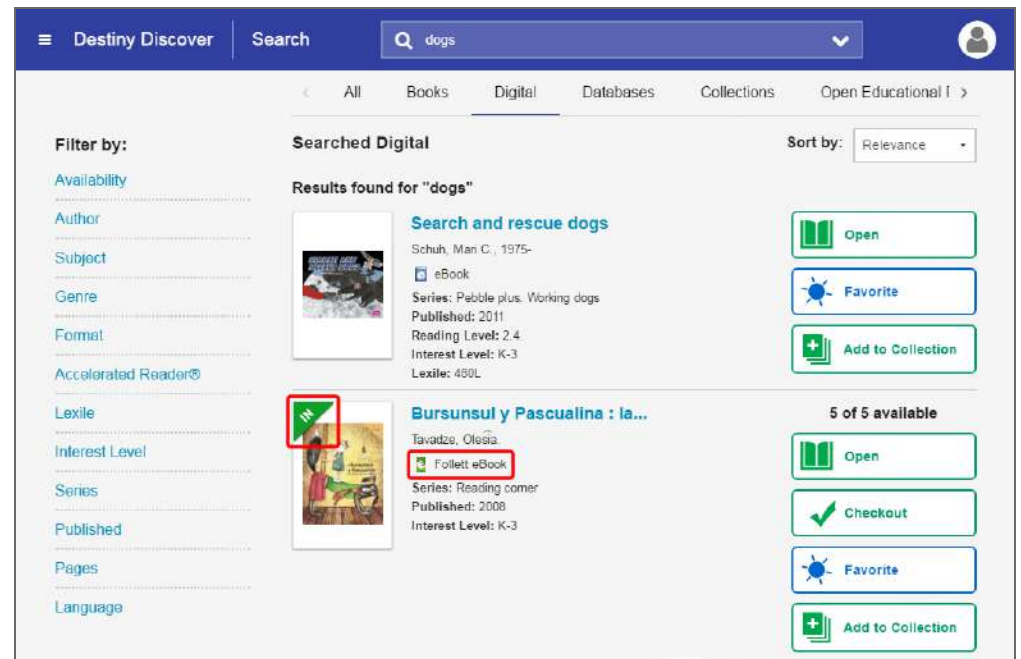 Destiny Discover
Search
dogs
All Books Digital Databases Collections Open Educational
Filter by:
Availability
Author
Subject
Genre
Format
Accelerated Reader®
Lexile
Interest Level
Series
Published
Pages
Language
Searched Digital
Sort by: Relevance
Results found for "dogs"
Search and rescue dogs
Schuh, Mari C., 1975-
eBook
Series: Pebble plus. Working dogs
Published: 2011
Reading Level: 2.4
Interest Level: K-3
Lexile: 480L
Open
Favorite
Add to Collection
IN
Bursunsul y Pascualina : la...
Tavadze, Olesia.
Follett eBook
Series: Reading corner
Published: 2008
Interest Level: K-3
5 of 5 available
Open
Checkout
Favorite
Add to Collection